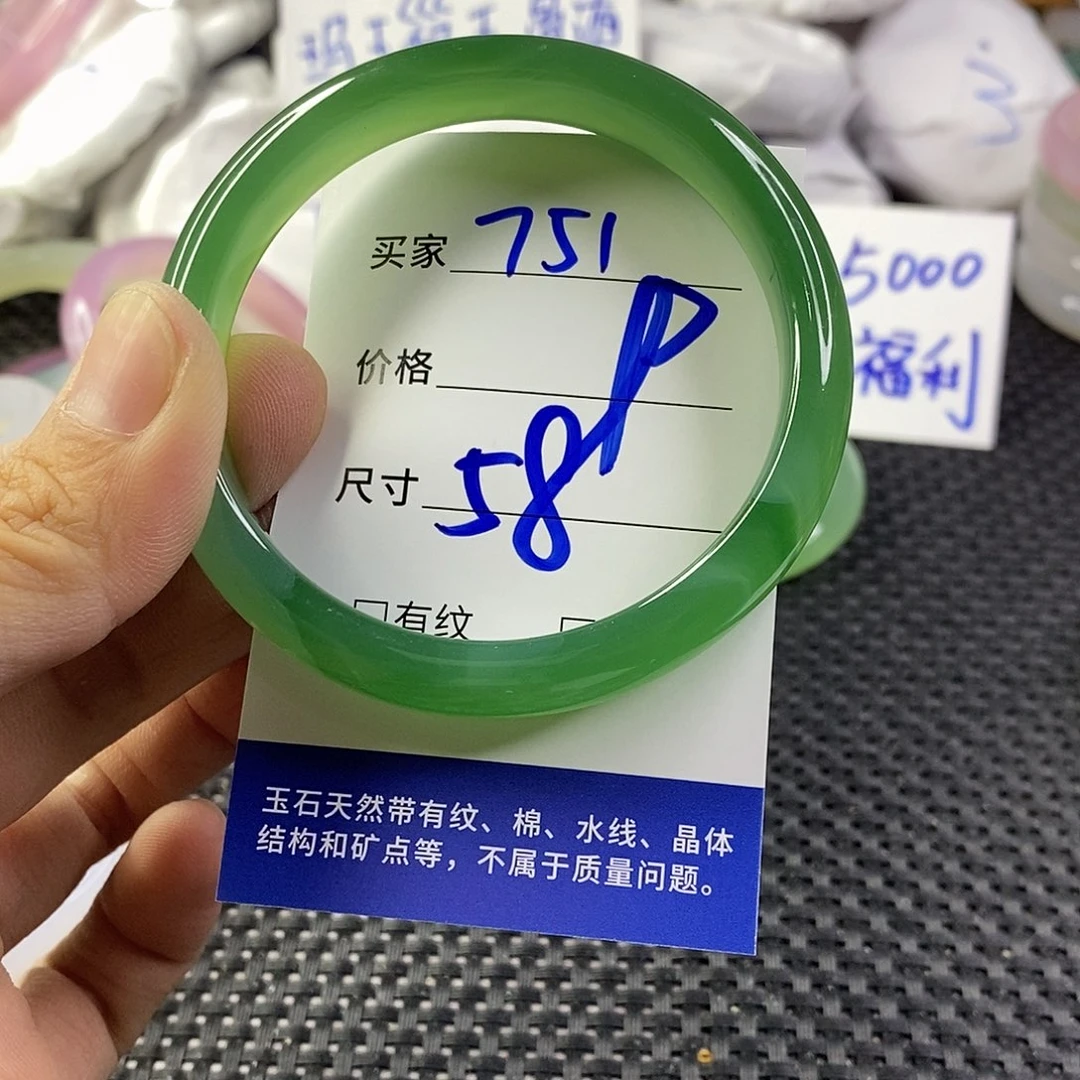 买家 751
价格
尺寸 58
□有纹 □
玉石天然带有纹、棉、水线、晶体
结构和矿点等，不属于质量问题。
5000
福利